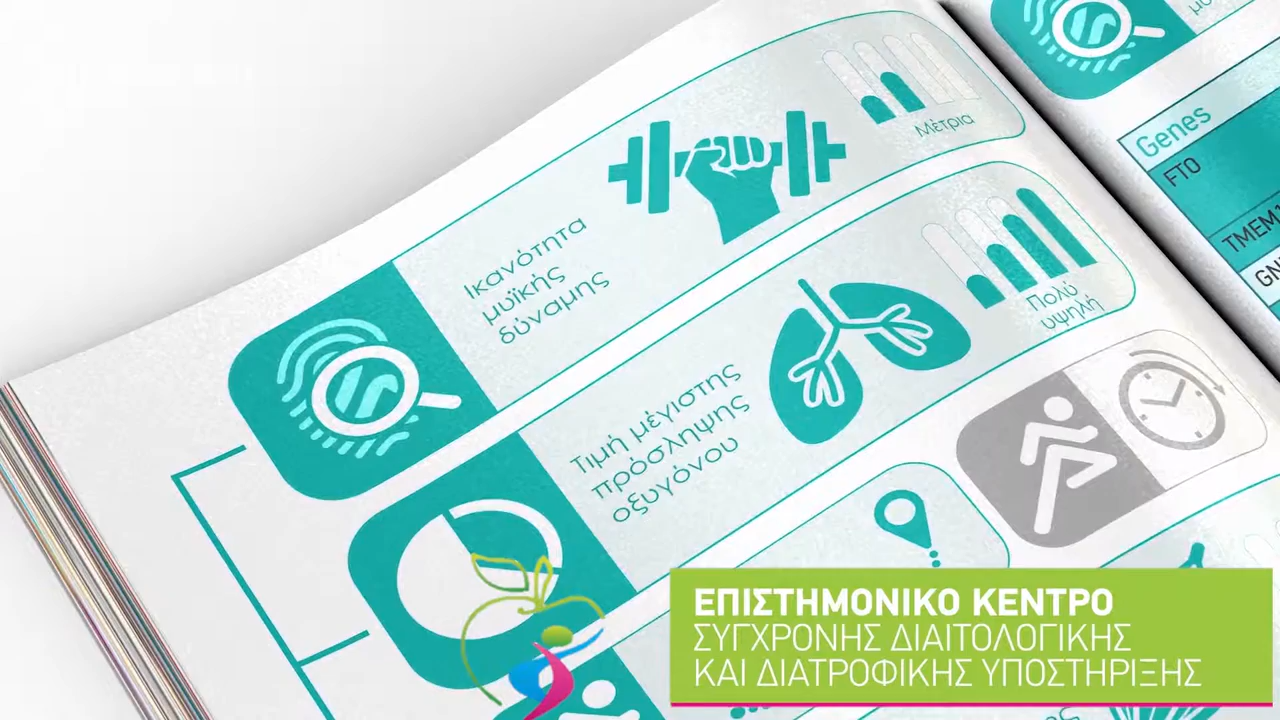 Μέτρια
Ικανότητα
μυϊκής
δύναμης
Πολύ
υψηλή
Τιμή μέγιστης
πρόσληψης
οξυγόνου
Genes
FTO
ΕΠΙΣΤΗΜΟΝΙΚΟ ΚΕΝΤΡΟ
ΣΥΓΧΡΟΝΗΣ ΔΙΑΙΤΟΛΟΓΙΚΗΣ
ΚΑΙ ΔΙΑΤΡΟΦΙΚΗΣ ΥΠΟΣΤΗΡΙΞΗΣ